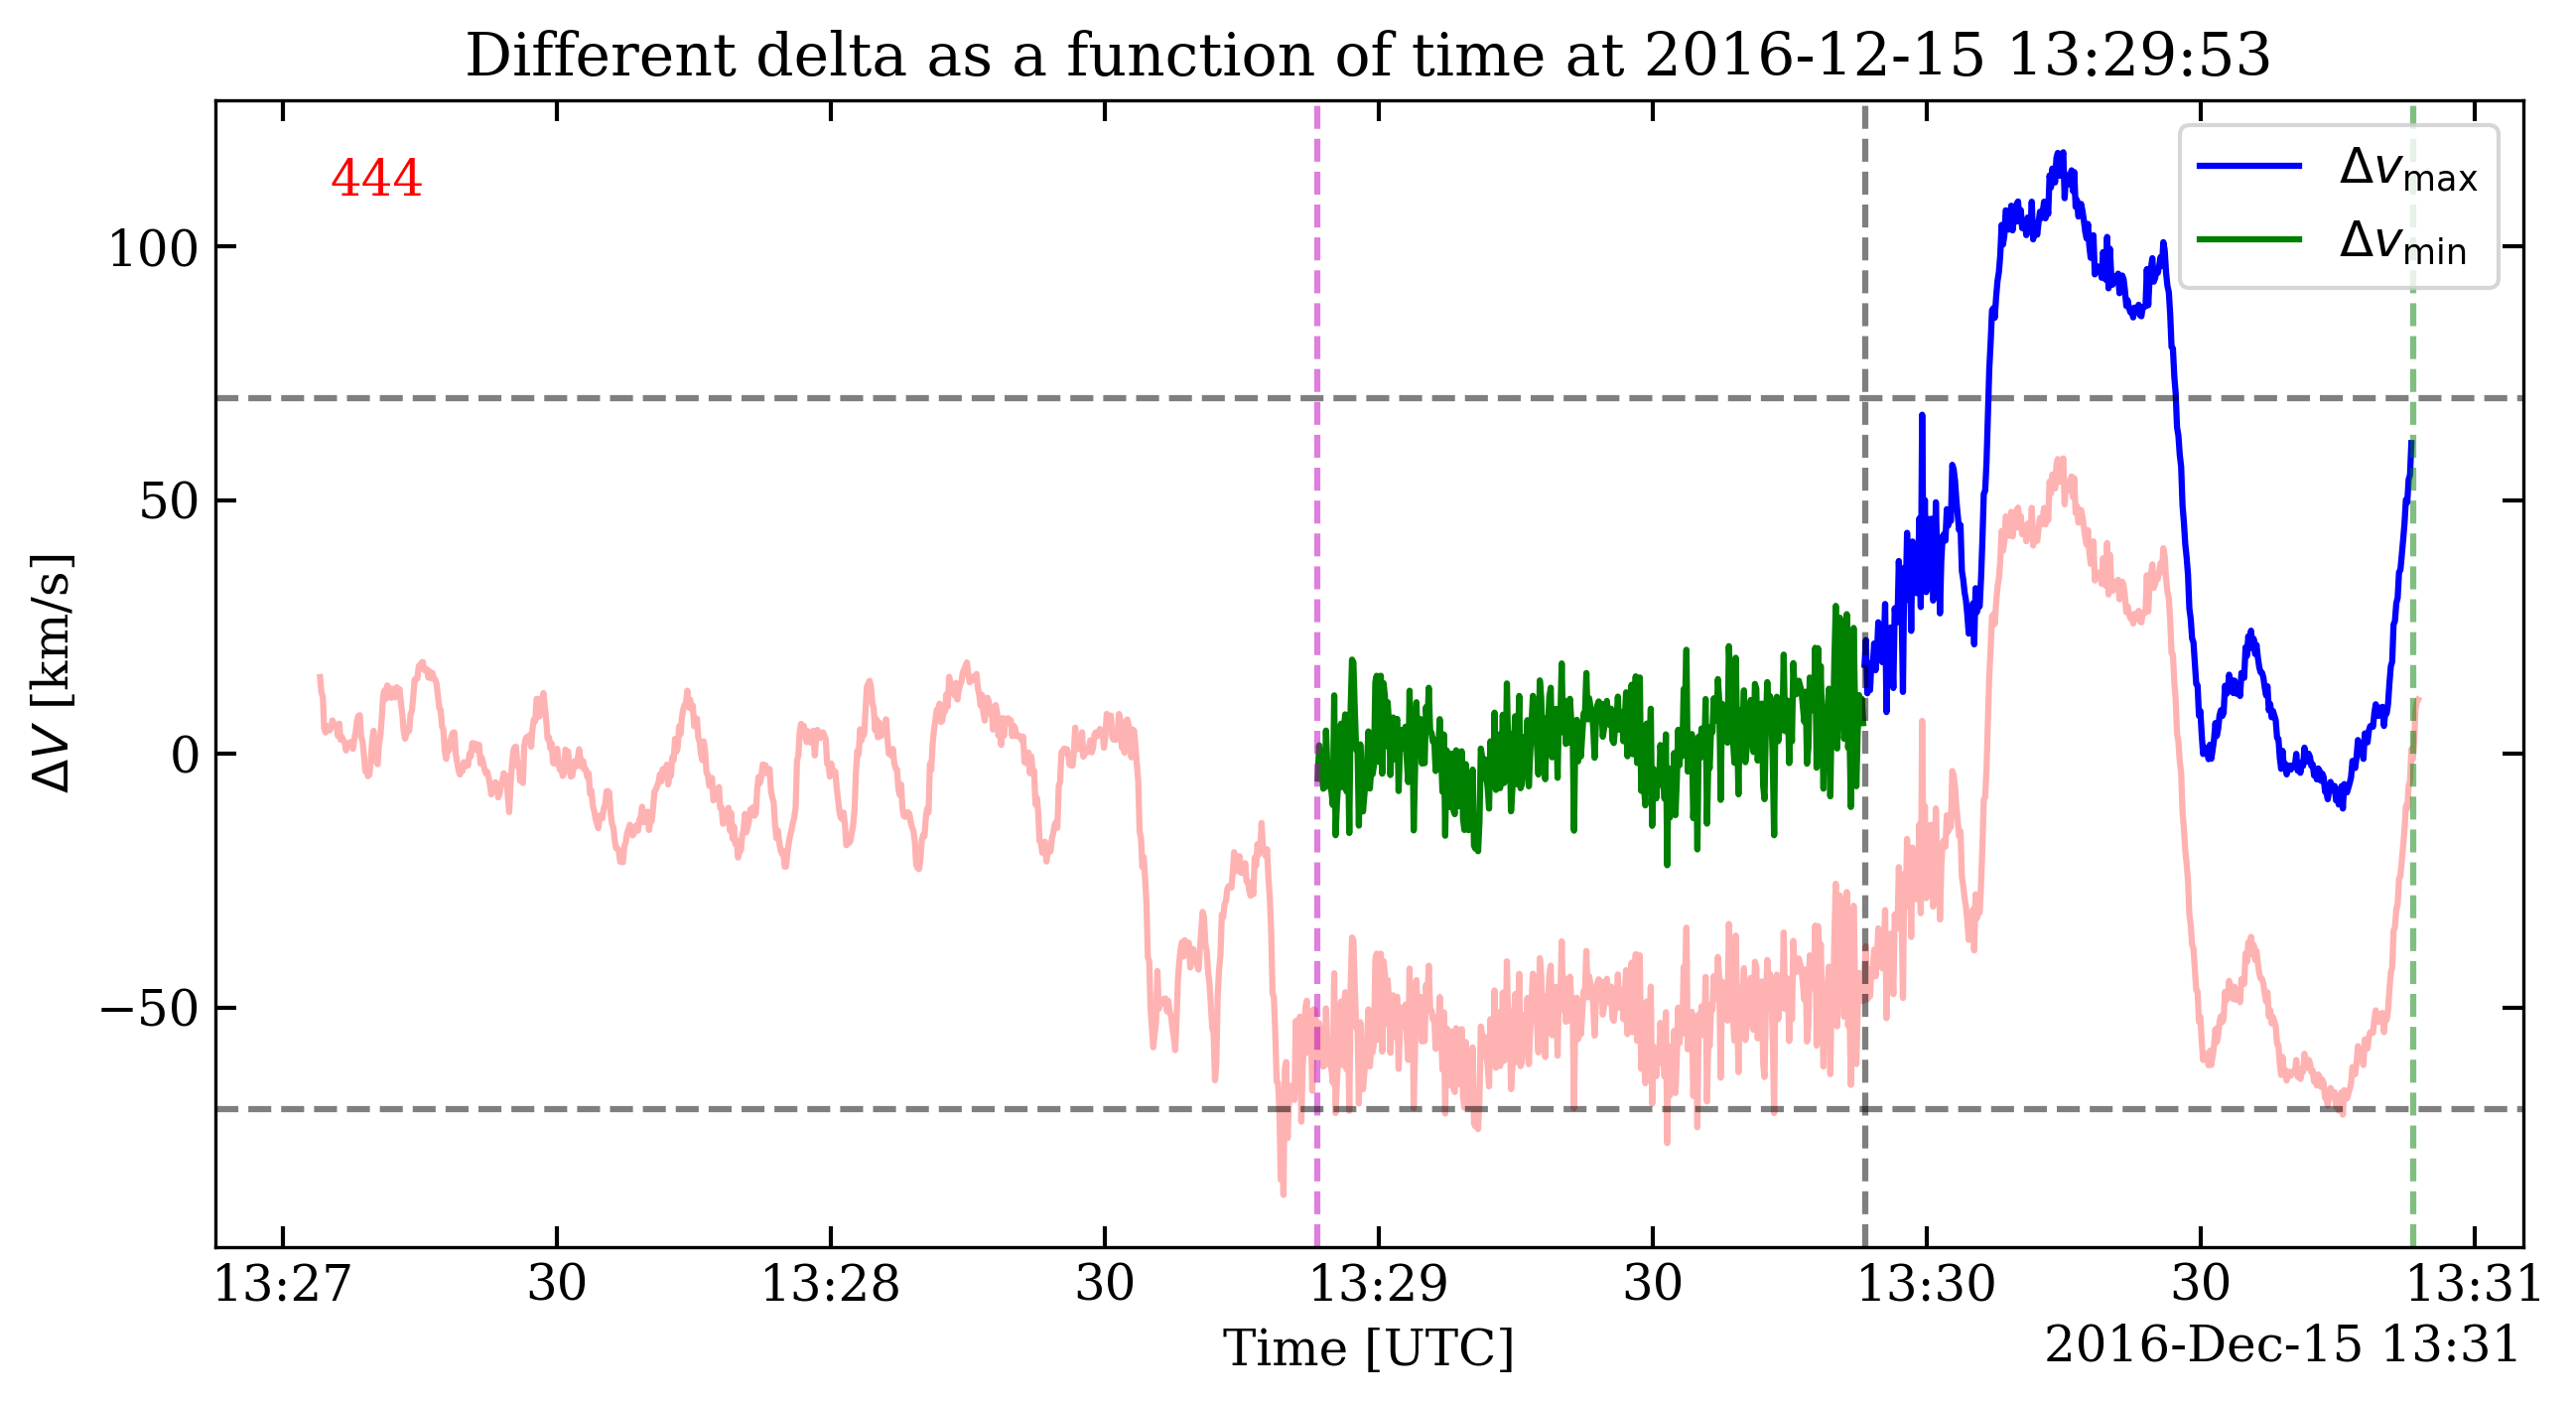 Different delta as a function of time at 2016-12-15 13:29:53
444
Δv_max
Δv_min
100
50
0
−50
ΔV [km/s]
13:27 30 13:28 30 13:29 30 13:30 30 13:31
Time [UTC]
2016-Dec-15 13:31